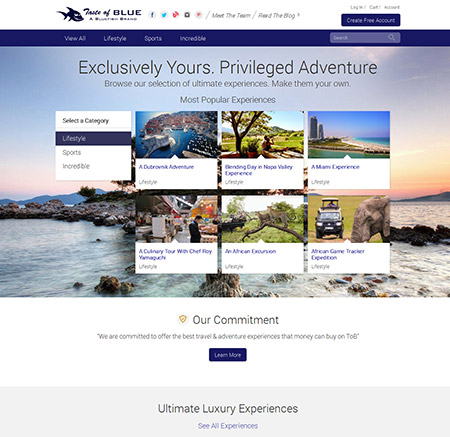 Taste of BLUE
A BLUEFISH BRAND
Meet The Team / Read The Blog >
Log In / Cart / Account
Create Free Account
View All Lifestyle Sports Incredible
Search
Exclusively Yours. Privileged Adventure
Browse our selection of ultimate experiences. Make them your own.
Most Popular Experiences
Select a Category
Lifestyle
Sports
Incredible
A Dubrovnik Adventure
Lifestyle
Blending Day in Napa Valley
Experience
Lifestyle
A Miami Experience
Lifestyle
A Culinary Tour With Chef Roy
Yamaguchi
Lifestyle
An African Excursion
Lifestyle
African Game Tracker
Expedition
Lifestyle
Our Commitment
"We are committed to offer the best travel & adventure experiences that money can buy on ToB"
Learn More
Ultimate Luxury Experiences
See All Experiences